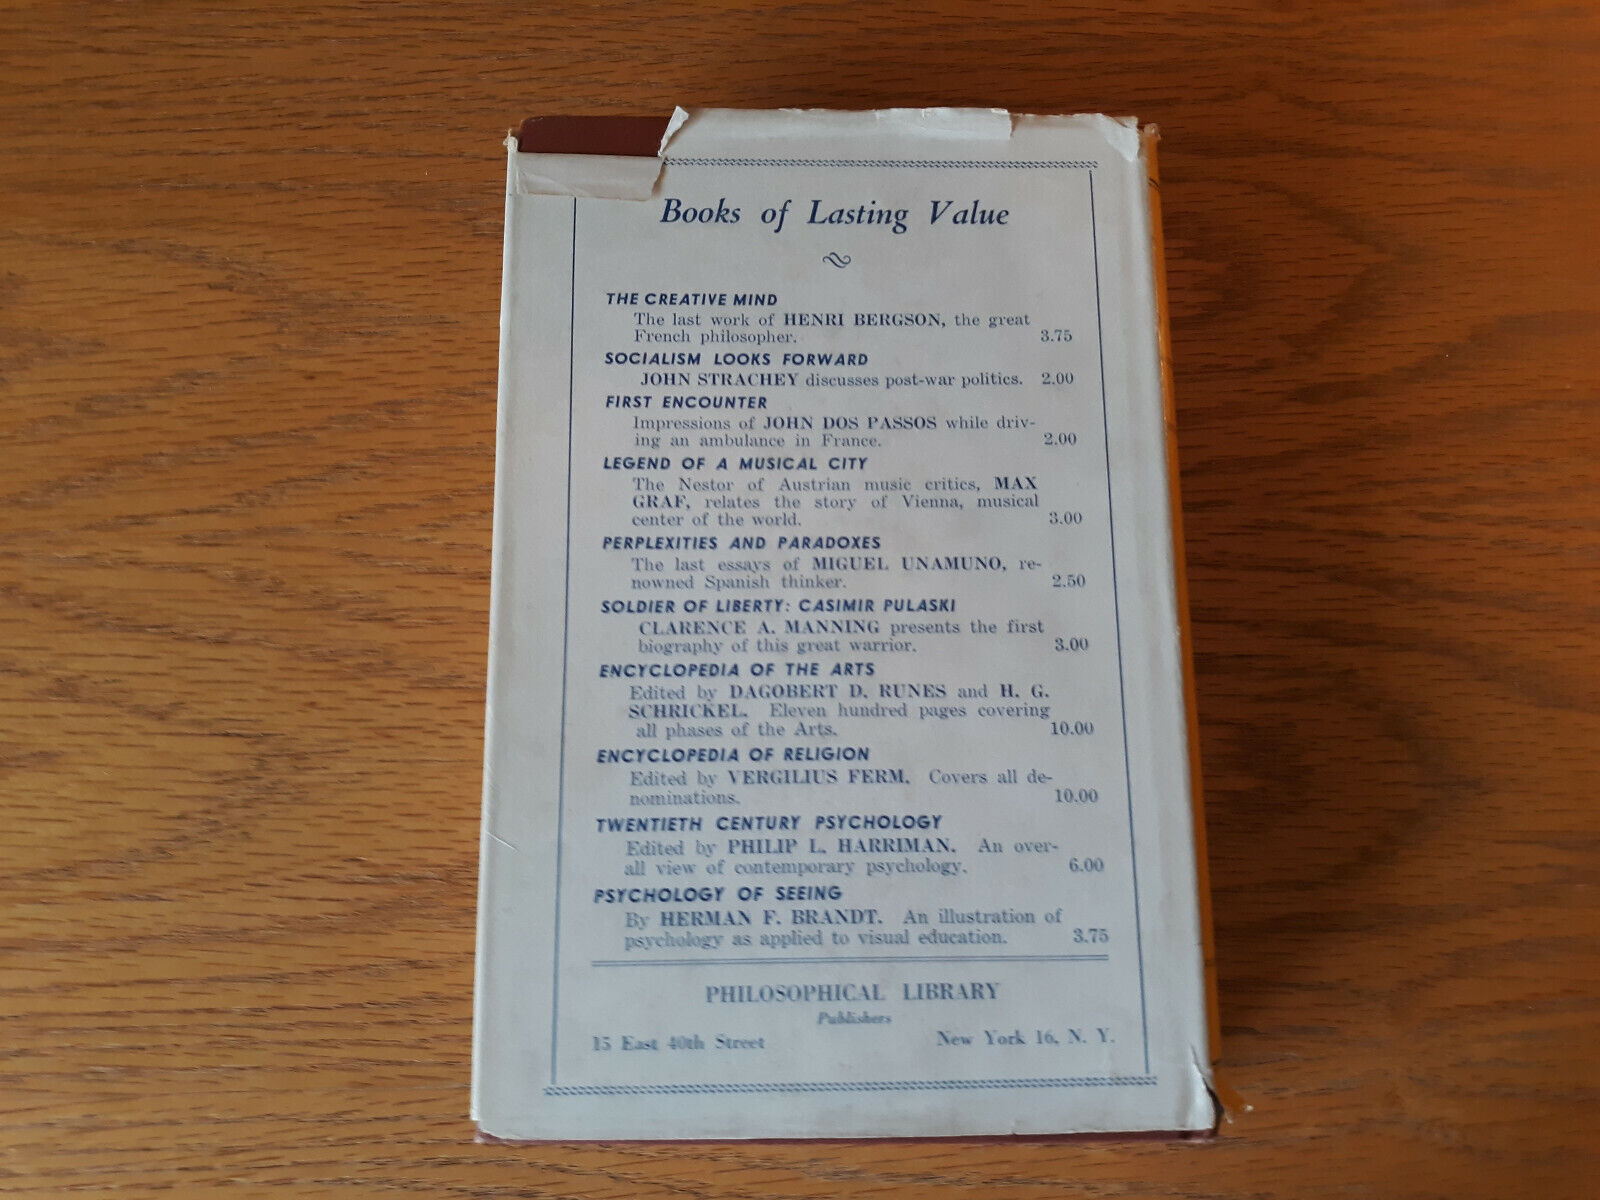 Books of Lasting Value
THE CREATIVE MIND
The last work of HENRI BERGSON, the great
French philosopher. 3.75
SOCIALISM LOOKS FORWARD
JOHN STRACHEY discusses post-war politics. 2.00
FIRST ENCOUNTER
Impressions of JOHN DOS PASSOS while driv-
ing an ambulance in France. 2.00
LEGEND OF A MUSICAL CITY
The Nestor of Austrian music critics, MAX
GRAF, relates the story of Vienna, musical
center of the world. 3.00
PERPLEXITIES AND PARADOXES
The last essays of MIGUEL UNAMUNO, re-
nowned Spanish thinker. 2.50
SOLDIER OF LIBERTY: CASIMIR PULASKI
CLARENCE A. MANNING presents the first
biography of this great warrior. 3.00
ENCYCLOPEDIA OF THE ARTS
Edited by DAGOBERT D. RUNES and H. G.
SCHRICKEL. Eleven hundred pages covering
all phases of the Arts. 10.00
ENCYCLOPEDIA OF RELIGION
Edited by VERGILIUS FERM. Covers all de-
nominations. 10.00
TWENTIETH CENTURY PSYCHOLOGY
Edited by PHILIP L. HARRIMAN. An over-
all view of contemporary psychology. 6.00
PSYCHOLOGY OF SEEING
By HERMAN F. BRANDT. An illustration of
psychology as applied to visual education. 3.75
PHILOSOPHICAL LIBRARY
Publishers
15 East 40th Street New York 16, N. Y.